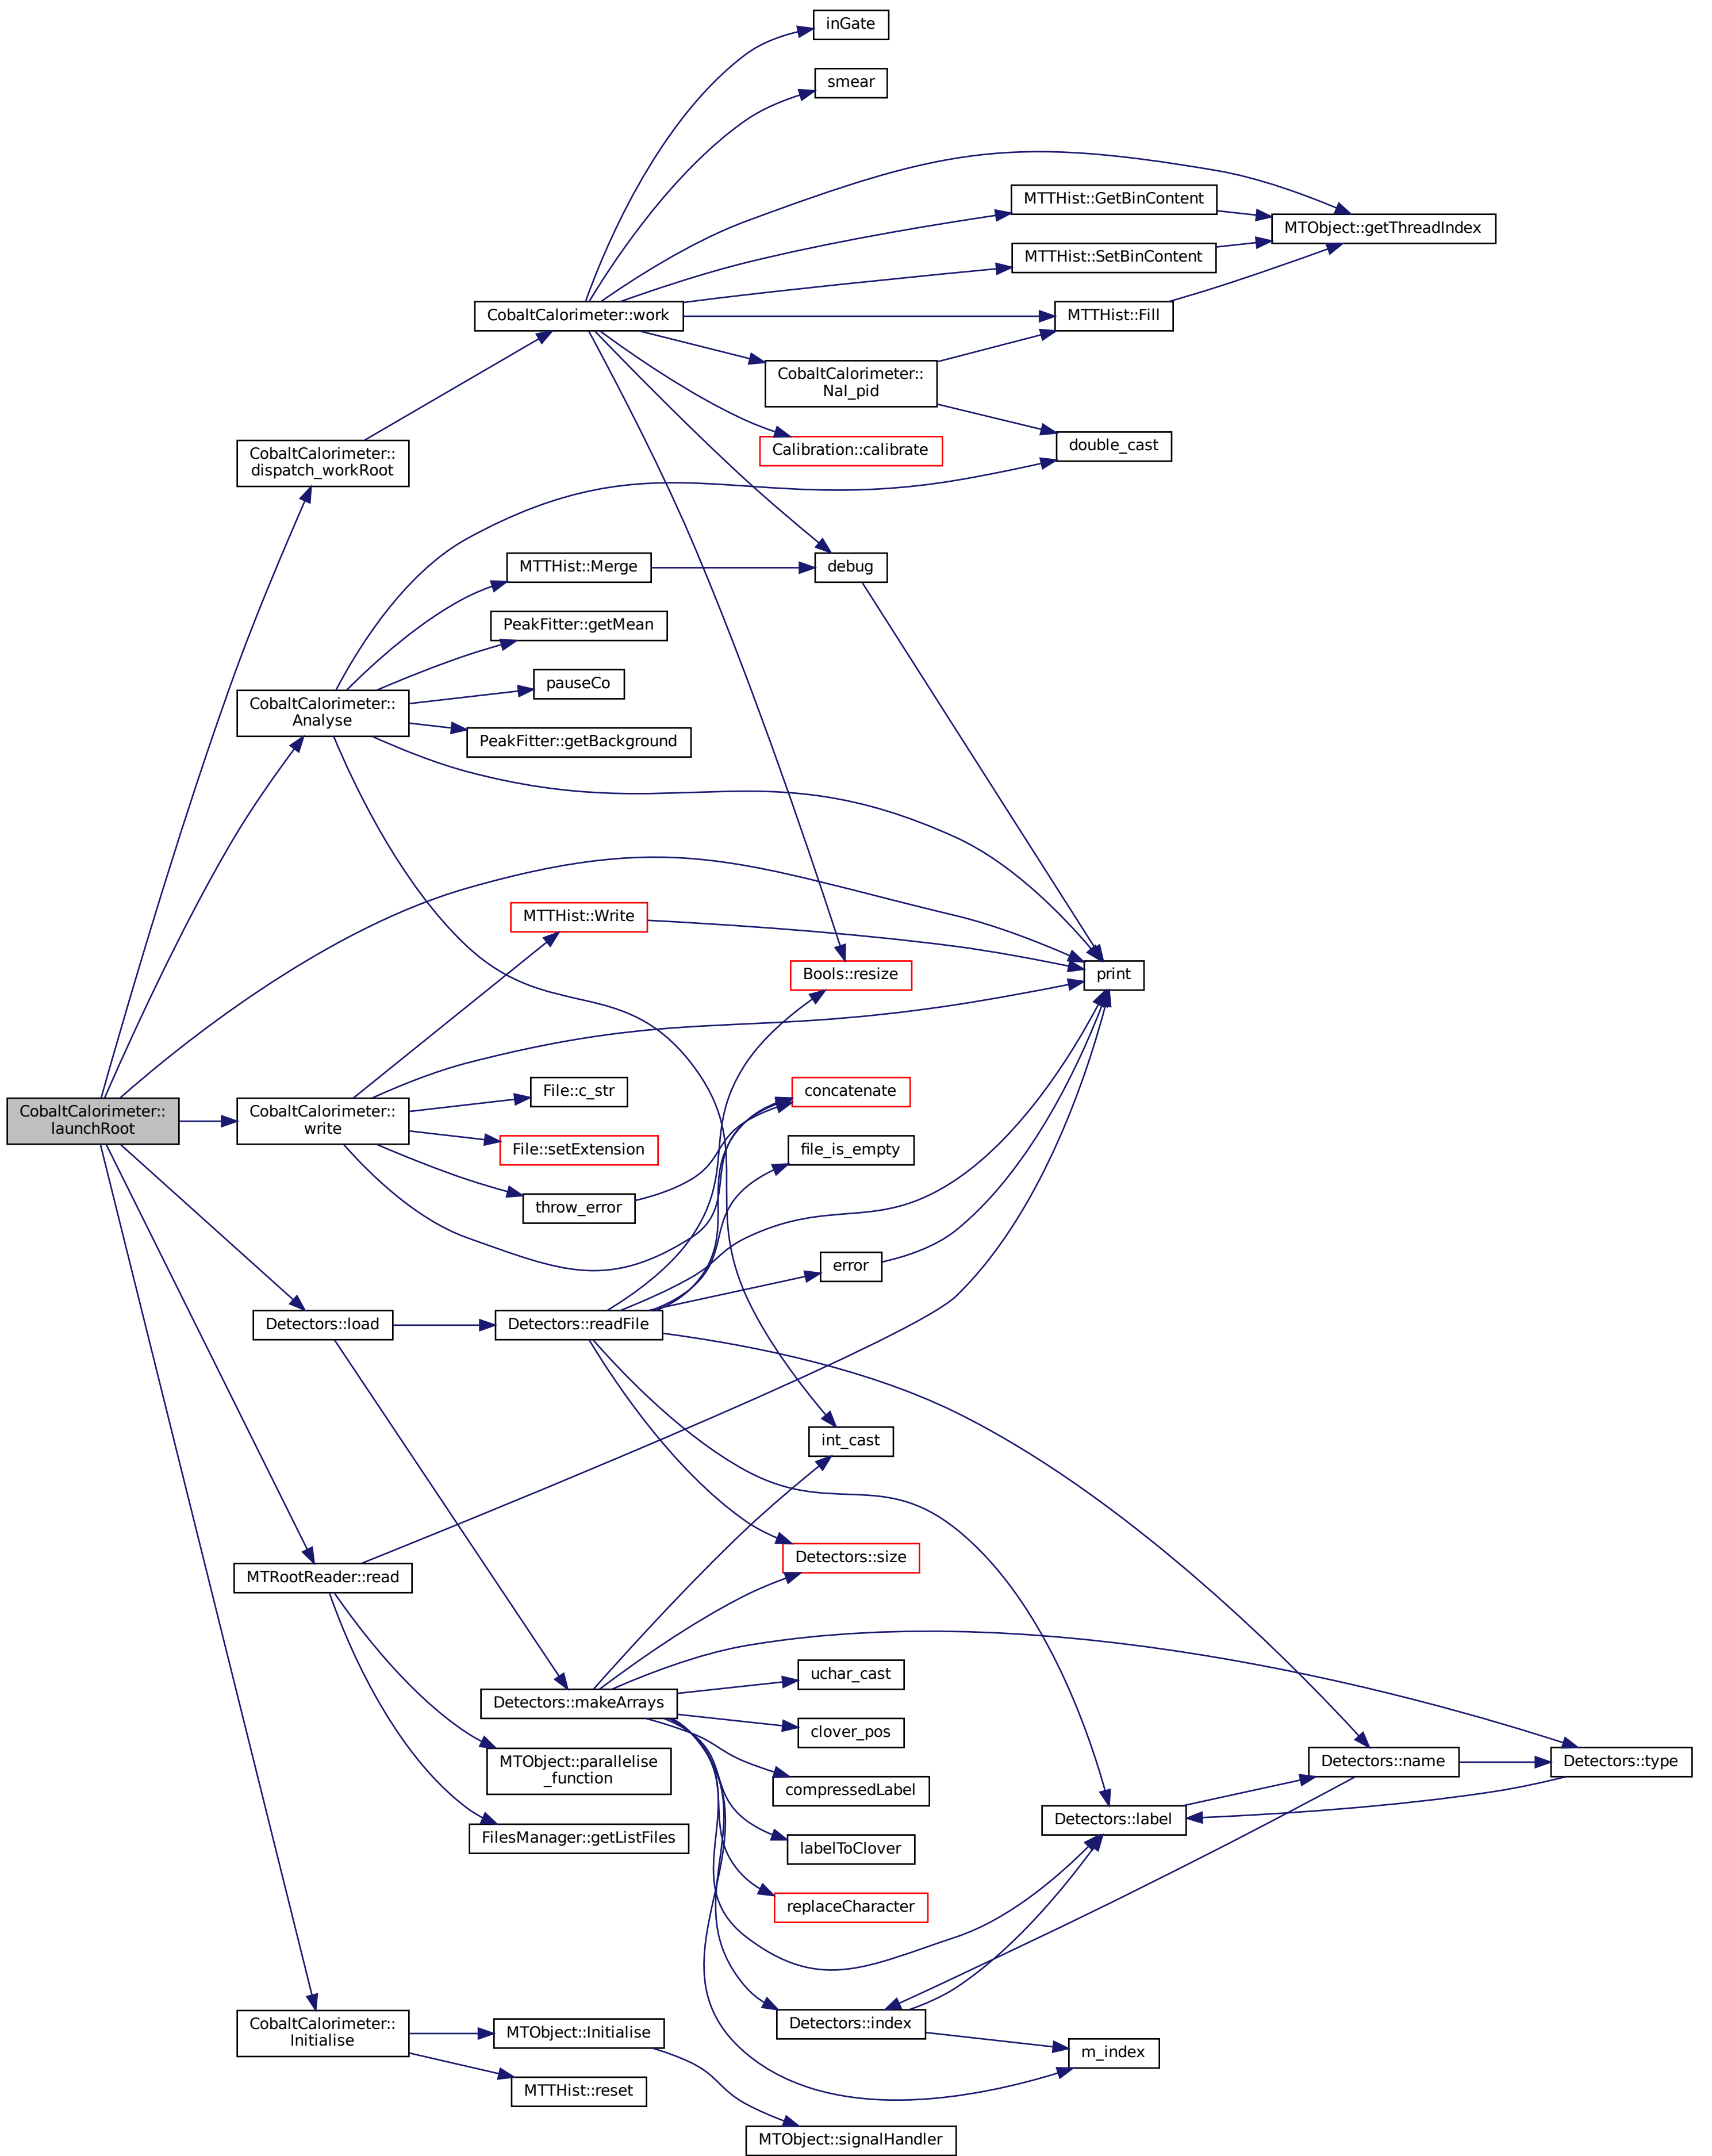 inGate
smear
MTTHist::GetBinContent
MTObject::getThreadIndex
MTTHist::SetBinContent
CobaltCalorimeter::work
MTTHist::Fill
CobaltCalorimeter::
NaI_pid
CobaltCalorimeter::
dispatch_workRoot
Calibration::calibrate
double_cast
MTTHist::Merge
debug
PeakFitter::getMean
pauseCo
CobaltCalorimeter::
Analyse
PeakFitter::getBackground
MTTHist::Write
Bools::resize
print
File::c_str
concatenate
CobaltCalorimeter::
launchRoot
CobaltCalorimeter::
write
File::setExtension
file_is_empty
throw_error
error
Detectors::load
Detectors::readFile
int_cast
Detectors::size
MTRootReader::read
uchar_cast
Detectors::makeArrays
clover_pos
MTObject::parallelise
_function
Detectors::name
Detectors::type
compressedLabel
Detectors::label
FilesManager::getListFiles
labelToClover
replaceCharacter
CobaltCalorimeter::
Initialise
MTObject::Initialise
Detectors::index
m_index
MTTHist::reset
MTObject::signalHandler